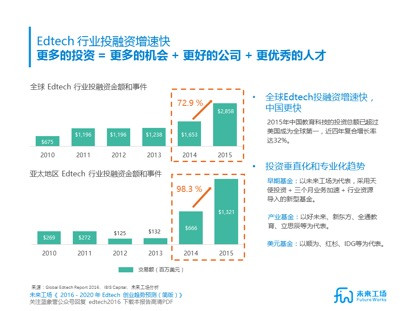 Edtech 行业投融资增速快
更多的投资 = 更多的机会 + 更好的公司 + 更优秀的人才
全球 Edtech 行业投融资金额和事件
72.9 %
$875
$1,196
$1,196
$1,238
$1,653
$2,858
2010
2011
2012
2013
2014
2015
亚太地区 Edtech 行业投融资金额和事件
98.3 %
$269
$272
$125
$132
$666
$1,321
2010
2011
2012
2013
2014
2015
交易额（百万美元）
• 全球Edtech投融资增速快，
中国更快
2015年中国教育科技的投资总额已超过
美国成为全球第一，近四年复合增长率
达32%。
• 投资垂直化和专业化趋势
早期基金：以未来工场为代表，采用天
使投资 + 三个月业务加速 + 行业资源
导入的新型基金。
产业基金：以好未来、新东方、全通教
育、立思辰等为代表。
美元基金：以顺为、红杉、IDG等为代表。
来源：Global Edtech Report 2016、IBIS Capital、未来工场分析
未来工场《 2016 - 2020 年 Edtech 创业趋势预测（简版）》
关注蓝鲸公众号回复 edtech2016 下载本报告高清PDF
未来工场
FutureWorks